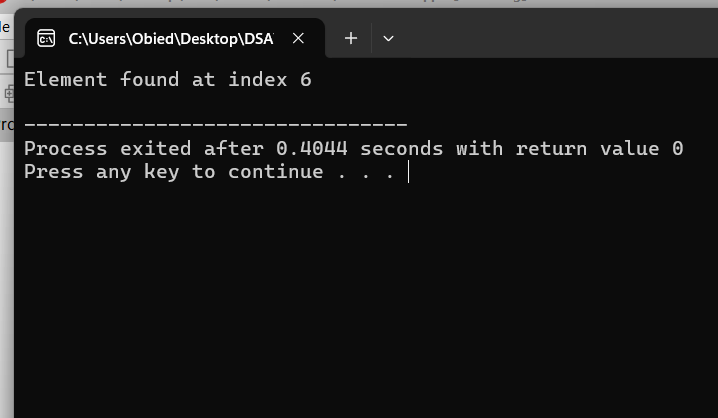 C:\Users\Obied\Desktop\DSA
Element found at index 6
--------------------------------
Process exited after 0.4044 seconds with return value 0
Press any key to continue . . .